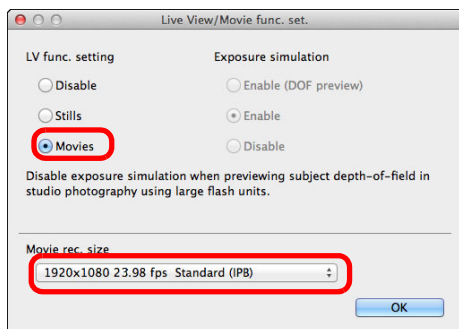 Live View/Movie func. set.
LV func. setting
Exposure simulation
Disable
Enable (DOF preview)
Stills
Enable
Movies
Disable
Disable exposure simulation when previewing subject depth-of-field in
studio photography using large flash units.
Movie rec. size
1920x1080 23.98 fps  Standard (IPB)
OK